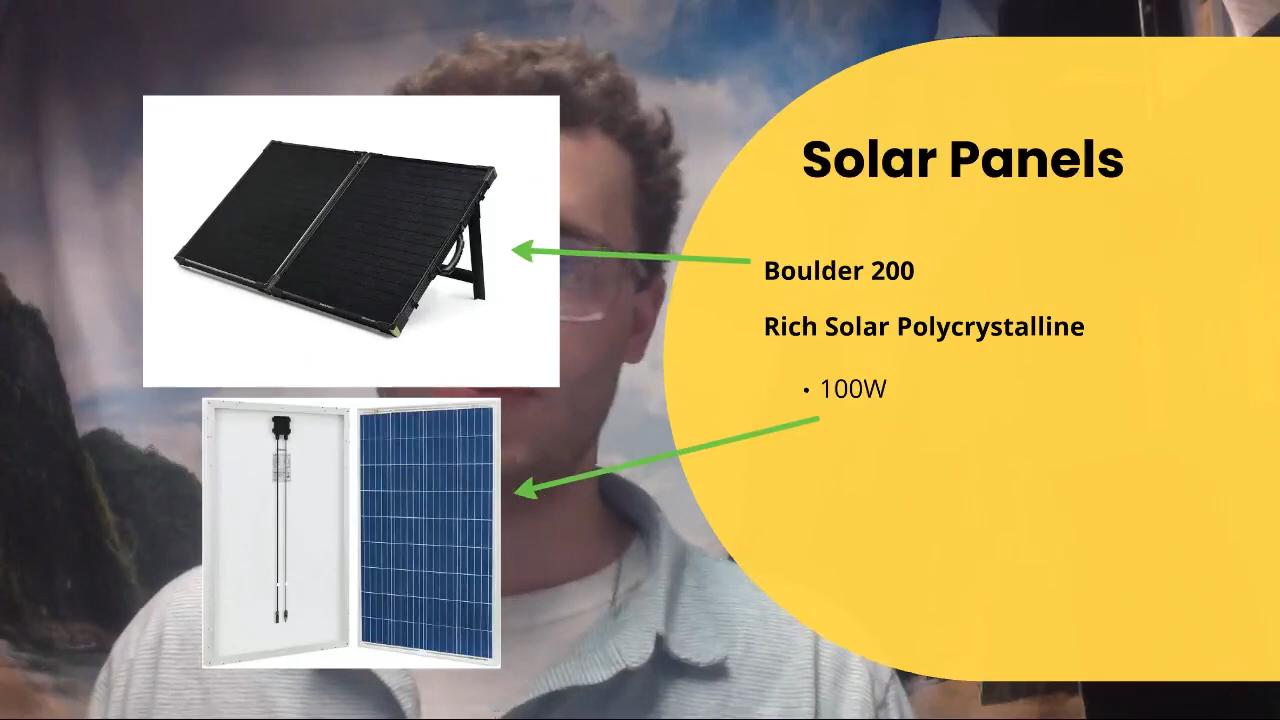 Solar Panels
Boulder 200
Rich Solar Polycrystalline
• 100W